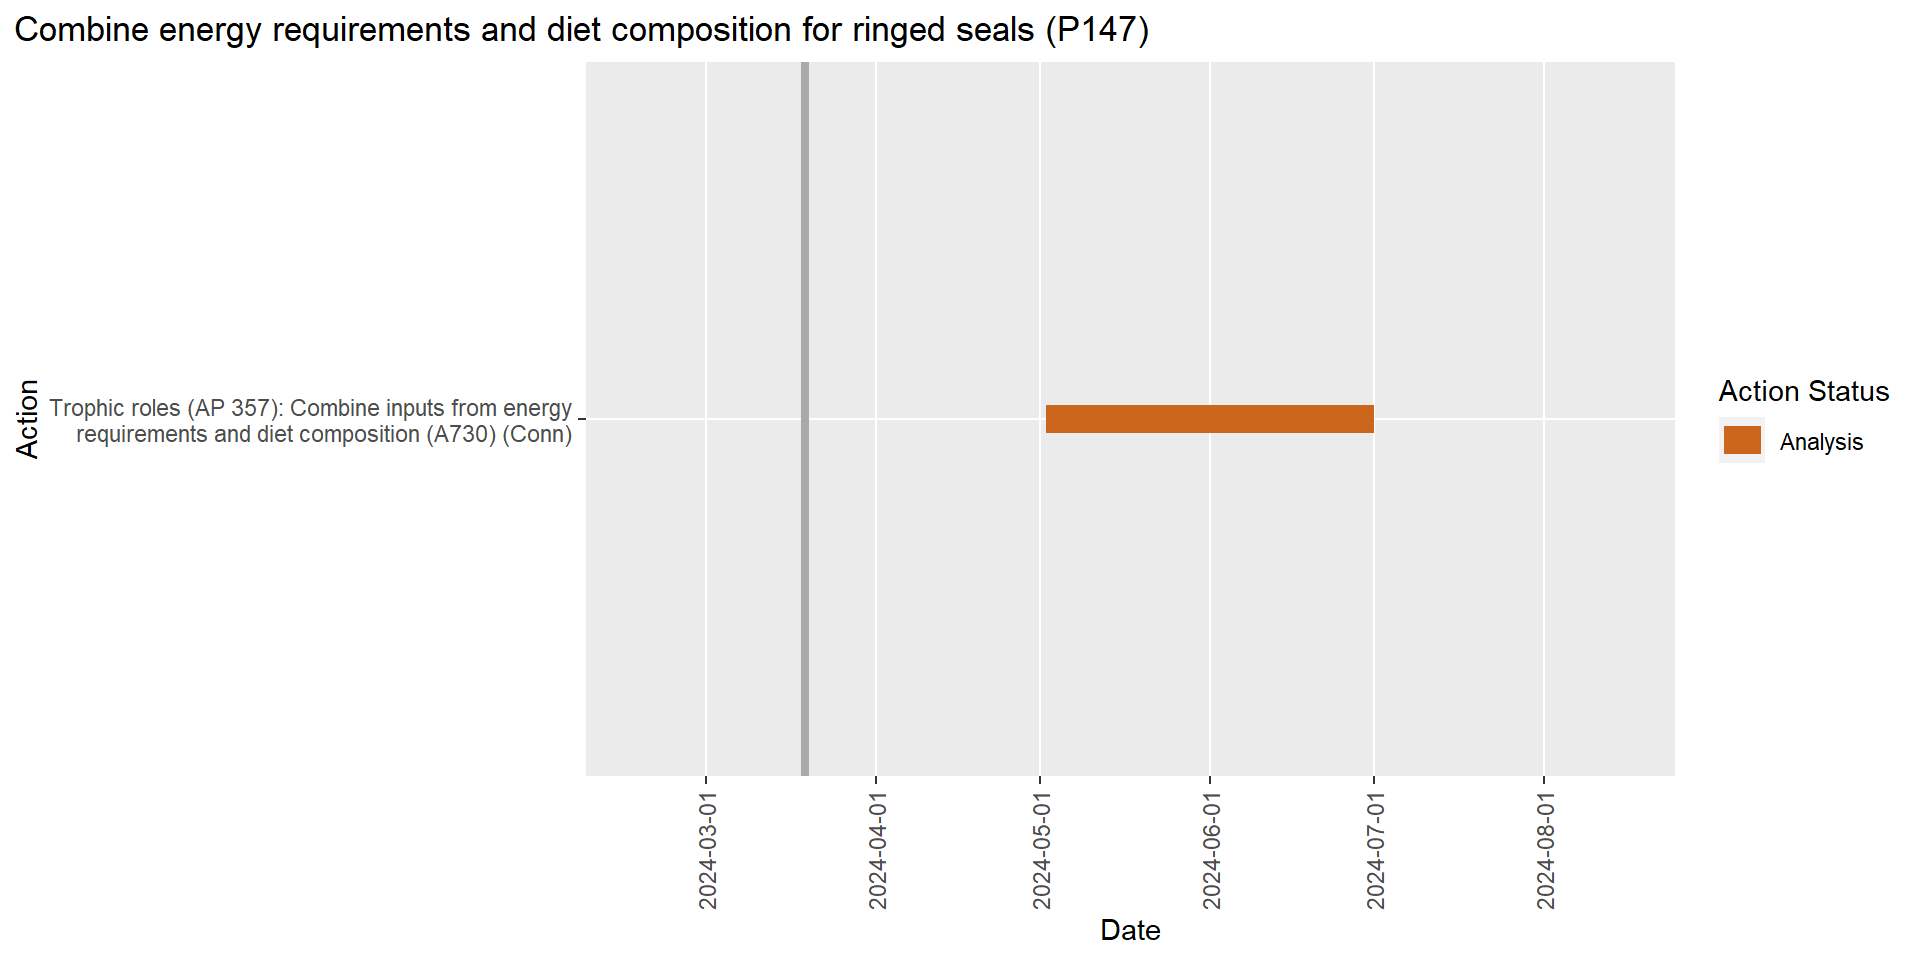 Combine energy requirements and diet composition for ringed seals (P147)
Action
Trophic roles (AP 357): Combine inputs from energy
requirements and diet composition (A730) (Conn)
Action Status
Analysis
2024-03-01
2024-04-01
2024-05-01
2024-06-01
2024-07-01
2024-08-01
Date